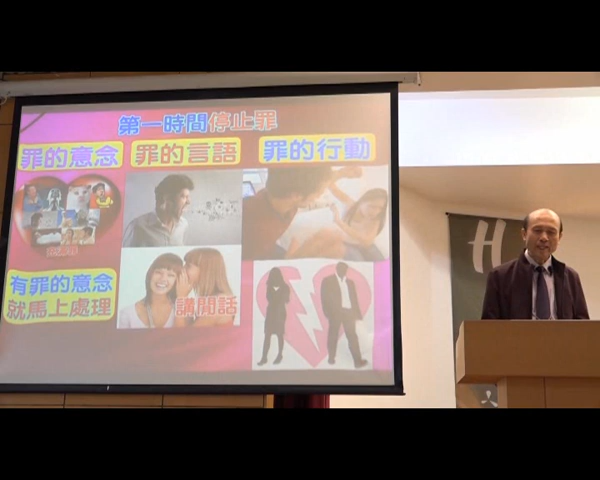 第一時間停止罪
罪的意念
罪的言語
罪的行動
有罪的意念
就馬上處理
講閒話
H